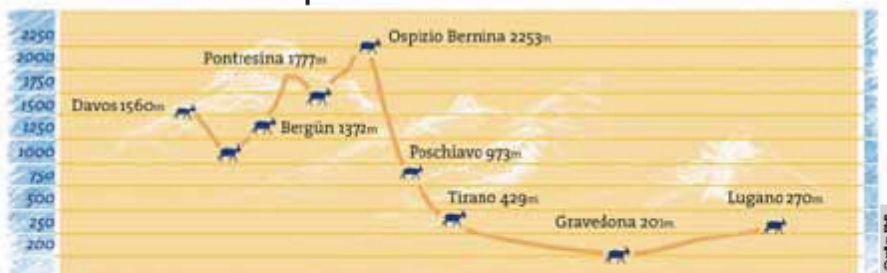 2250
2000
1750
1500
1250
1000
750
500
250
200
Ospizio Bernina 2253m
Pontresina 1777m
Davos 1560m
Bergün 1372m
Poschiavo 973m
Tirano 429m
Gravedona 201m
Lugano 270m